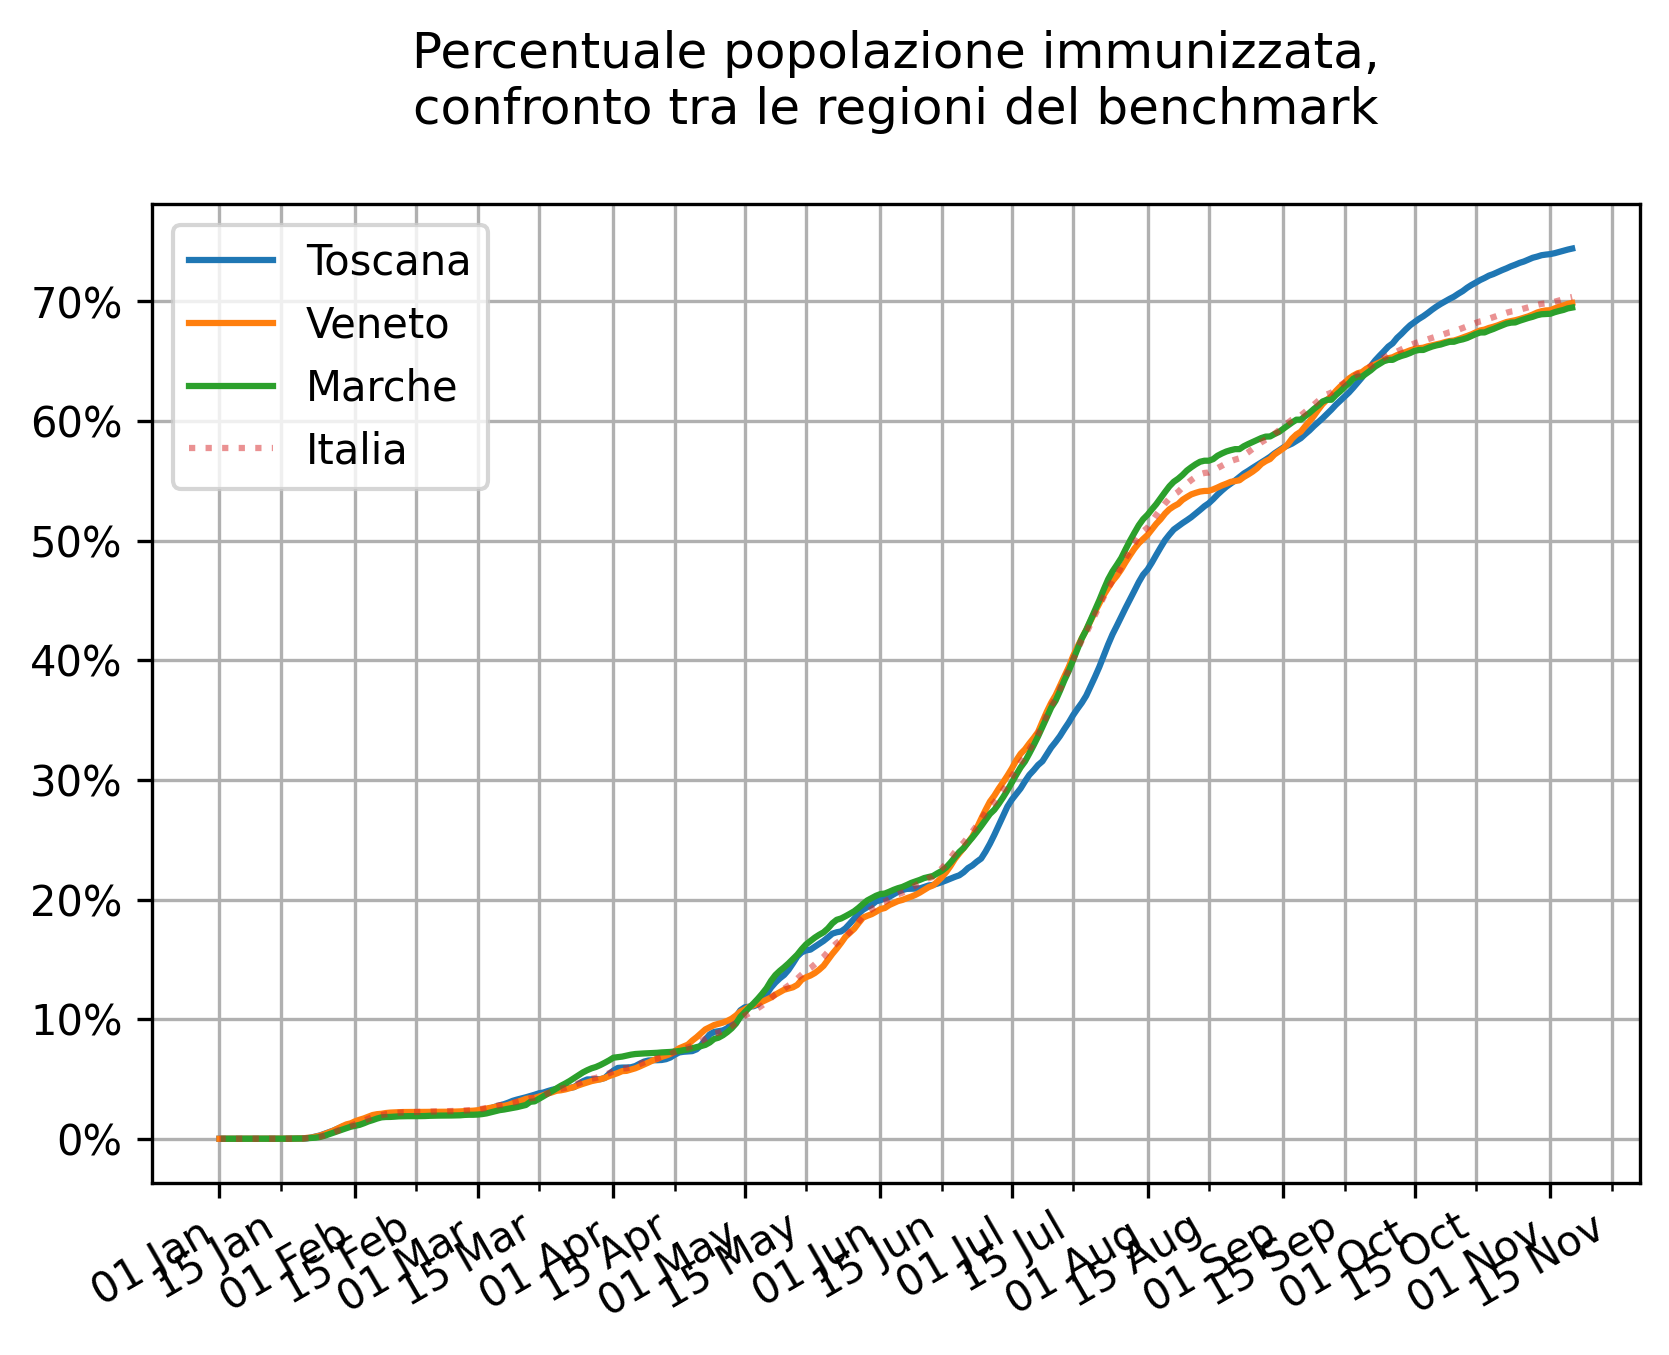 Percentuale popolazione immunizzata,
confronto tra le regioni del benchmark
Toscana
Veneto
Marche
Italia
70%
60%
50%
40%
30%
20%
10%
0%
01 Jan
15 Jan
01 Feb
15 Feb
01 Mar
15 Mar
01 Apr
15 Apr
01 May
15 May
01 Jun
15 Jun
01 Jul
15 Jul
01 Aug
15 Aug
01 Sep
15 Sep
01 Oct
15 Oct
01 Nov
15 Nov